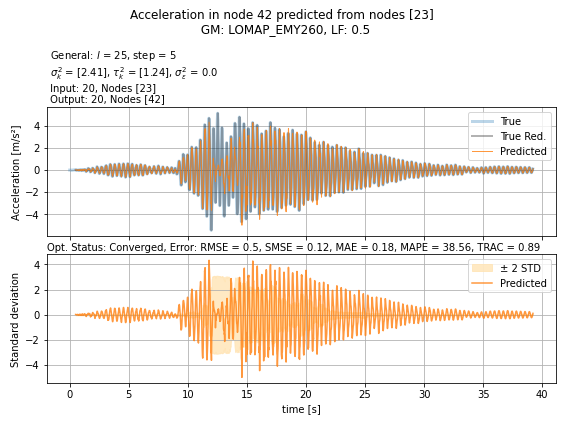 Acceleration in node 42 predicted from nodes [23]
GM: LOMAP_EMY260, LF: 0.5
General: l = 25, step = 5
σ²ₖ = [2.41], τ²ₖ = [1.24], σ²ε = 0.0
Input: 20, Nodes [23]
Output: 20, Nodes [42]
Acceleration [m/s²]
4
2
0
−2
−4
True
True Red.
Predicted
Opt. Status: Converged, Error: RMSE = 0.5, SMSE = 0.12, MAE = 0.18, MAPE = 38.56, TRAC = 0.89
Standard deviation
4
2
0
−2
−4
± 2 STD
Predicted
0 5 10 15 20 25 30 35 40
time [s]